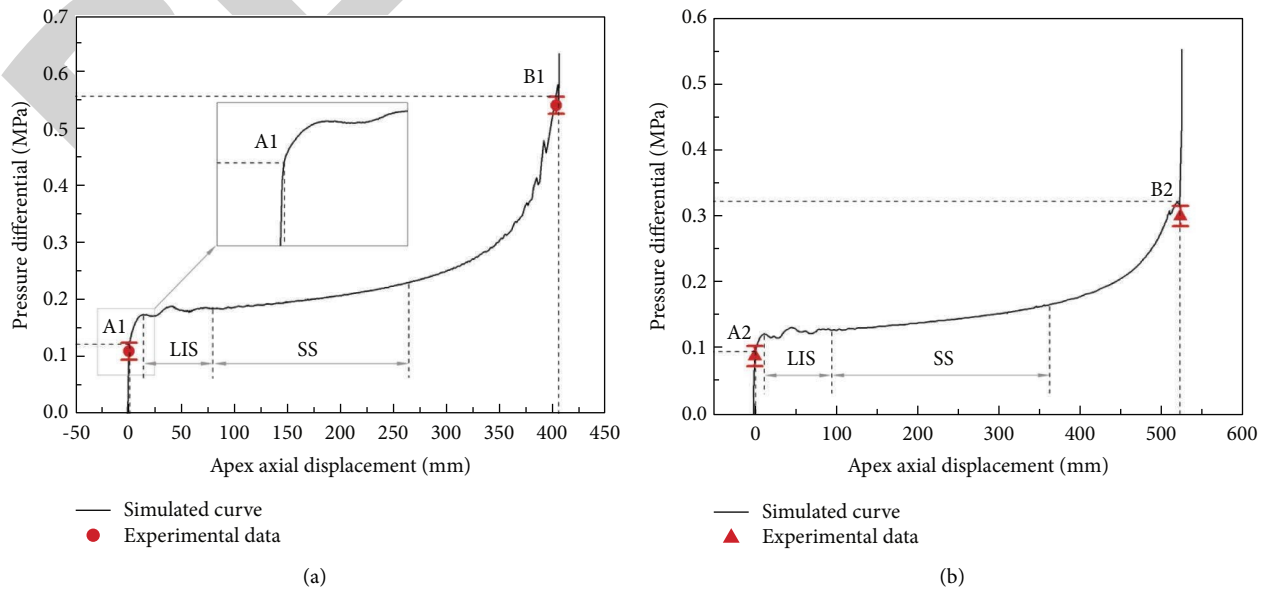 0.7
0.6
0.5
0.4
0.3
0.2
0.1
0.0
Pressure differential (MPa)
A1
A1
B1
LIS
SS
-50
0
50
100
150
200
250
300
350
400
450
Apex axial displacement (mm)
Simulated curve
Experimental data
(a)
0.6
0.5
0.4
0.3
0.2
0.1
0.0
Pressure differential (MPa)
A2
B2
LIS
SS
0
100
200
300
400
500
600
Apex axial displacement (mm)
Simulated curve
Experimental data
(b)